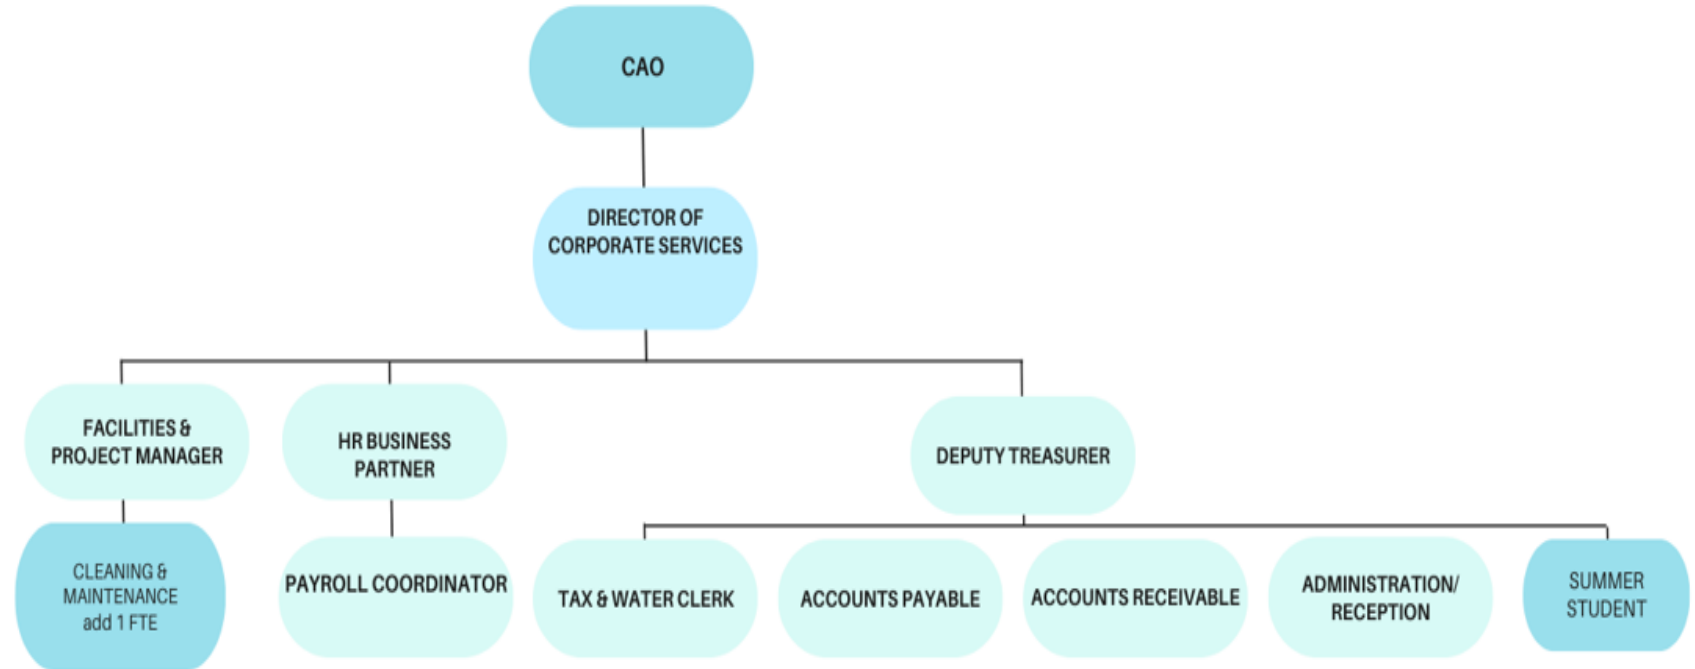 CAO
DIRECTOR OF
CORPORATE SERVICES
FACILITIES &
PROJECT MANAGER
HR BUSINESS
PARTNER
DEPUTY TREASURER
CLEANING &
MAINTENANCE
add 1 FTE
PAYROLL COORDINATOR
TAX & WATER CLERK
ACCOUNTS PAYABLE
ACCOUNTS RECEIVABLE
ADMINISTRATION/
RECEPTION
SUMMER
STUDENT